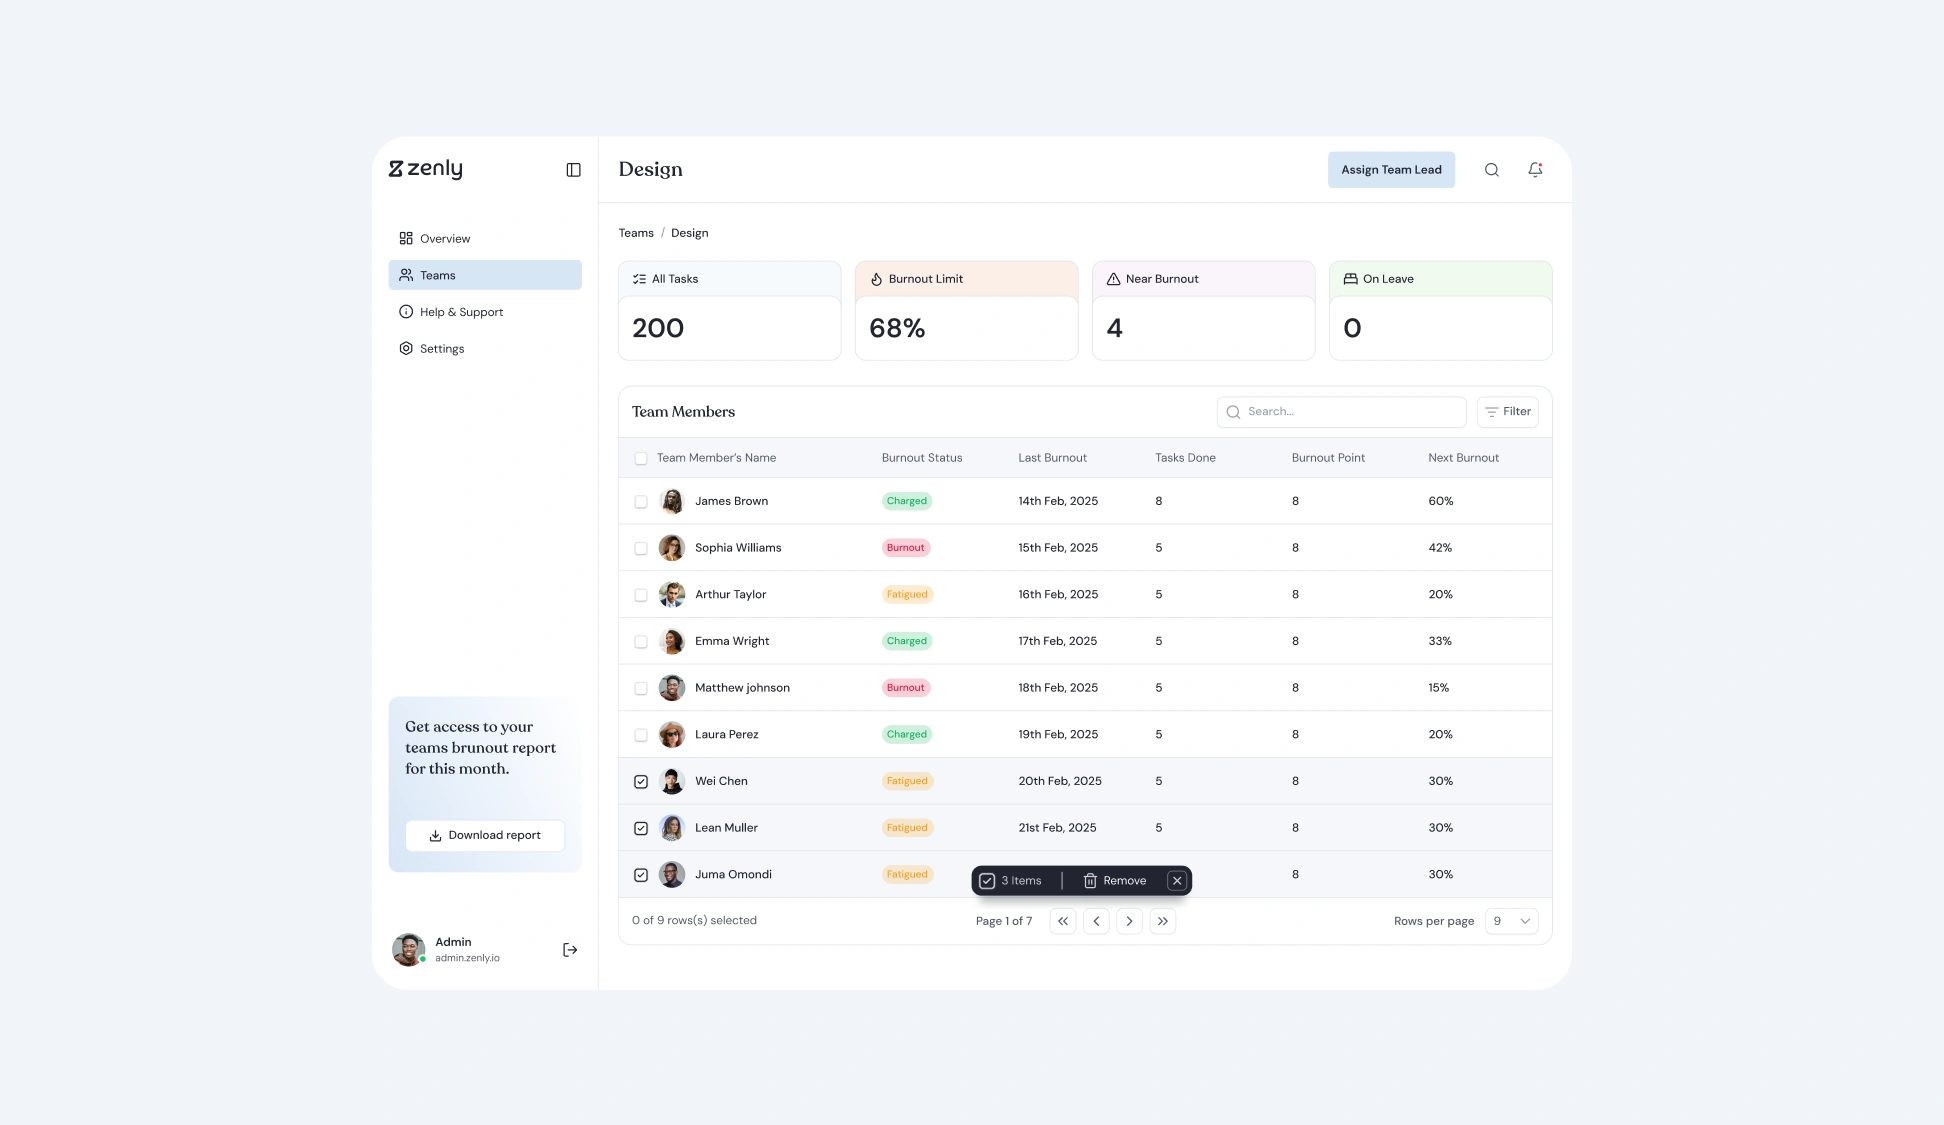 zenly
Design
Assign Team Lead
Overview
Teams
Help & Support
Settings
Teams / Design
All Tasks
200
Burnout Limit
68%
Near Burnout
4
On Leave
0
Team Members
Search...
Filter
Team Member's Name Burnout Status Last Burnout Tasks Done Burnout Point Next Burnout
James Brown Charged 14th Feb, 2025 8 8 60%
Sophia Williams Burnout 15th Feb, 2025 5 8 42%
Arthur Taylor Fatigued 16th Feb, 2025 5 8 20%
Emma Wright Charged 17th Feb, 2025 5 8 33%
Matthew johnson Burnout 18th Feb, 2025 5 8 15%
Laura Perez Charged 19th Feb, 2025 5 8 20%
Wei Chen Fatigued 20th Feb, 2025 5 8 30%
Lean Muller Fatigued 21st Feb, 2025 5 8 30%
Juma Omondi Fatigued 8 30%
3 Items Remove
0 of 9 rows(s) selected
Page 1 of 7
Rows per page 9
Get access to your
teams brunout report
for this month.
Download report
Admin
admin.zenly.io